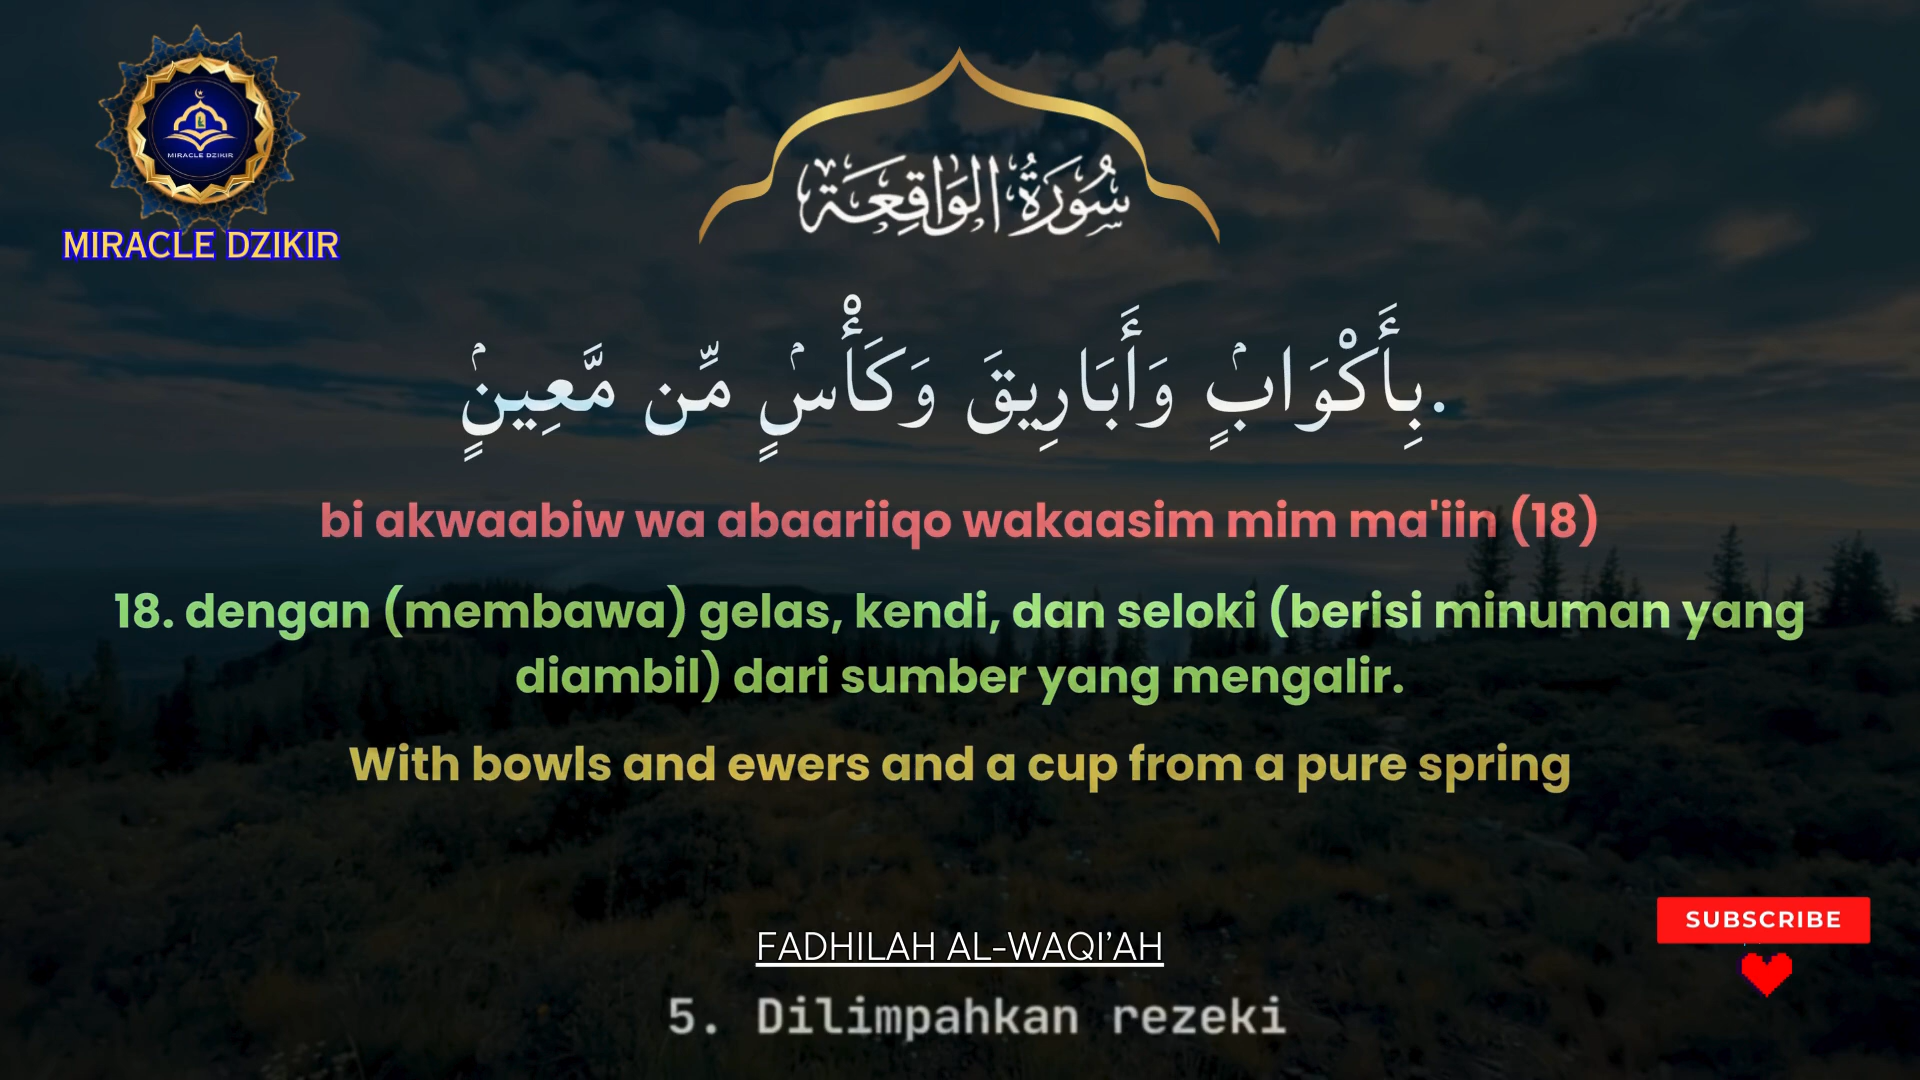 MIRACLE DZIKIR
MIRACLE DZIKIR
سُورَةُ الوَاقِعَة
بِأَكْوَابٍۢ وَأَبَارِيقَ وَكَأْسٍۢ مِّن مَّعِينٍۢ.
bi akwaabiw wa abaariiqo wakaasim mim ma'iin (18)
18. dengan (membawa) gelas, kendi, dan seloki (berisi minuman yang
diambil) dari sumber yang mengalir.
With bowls and ewers and a cup from a pure spring
SUBSCRIBE
FADHILAH AL-WAQI'AH
5. Dilimpahkan rezeki